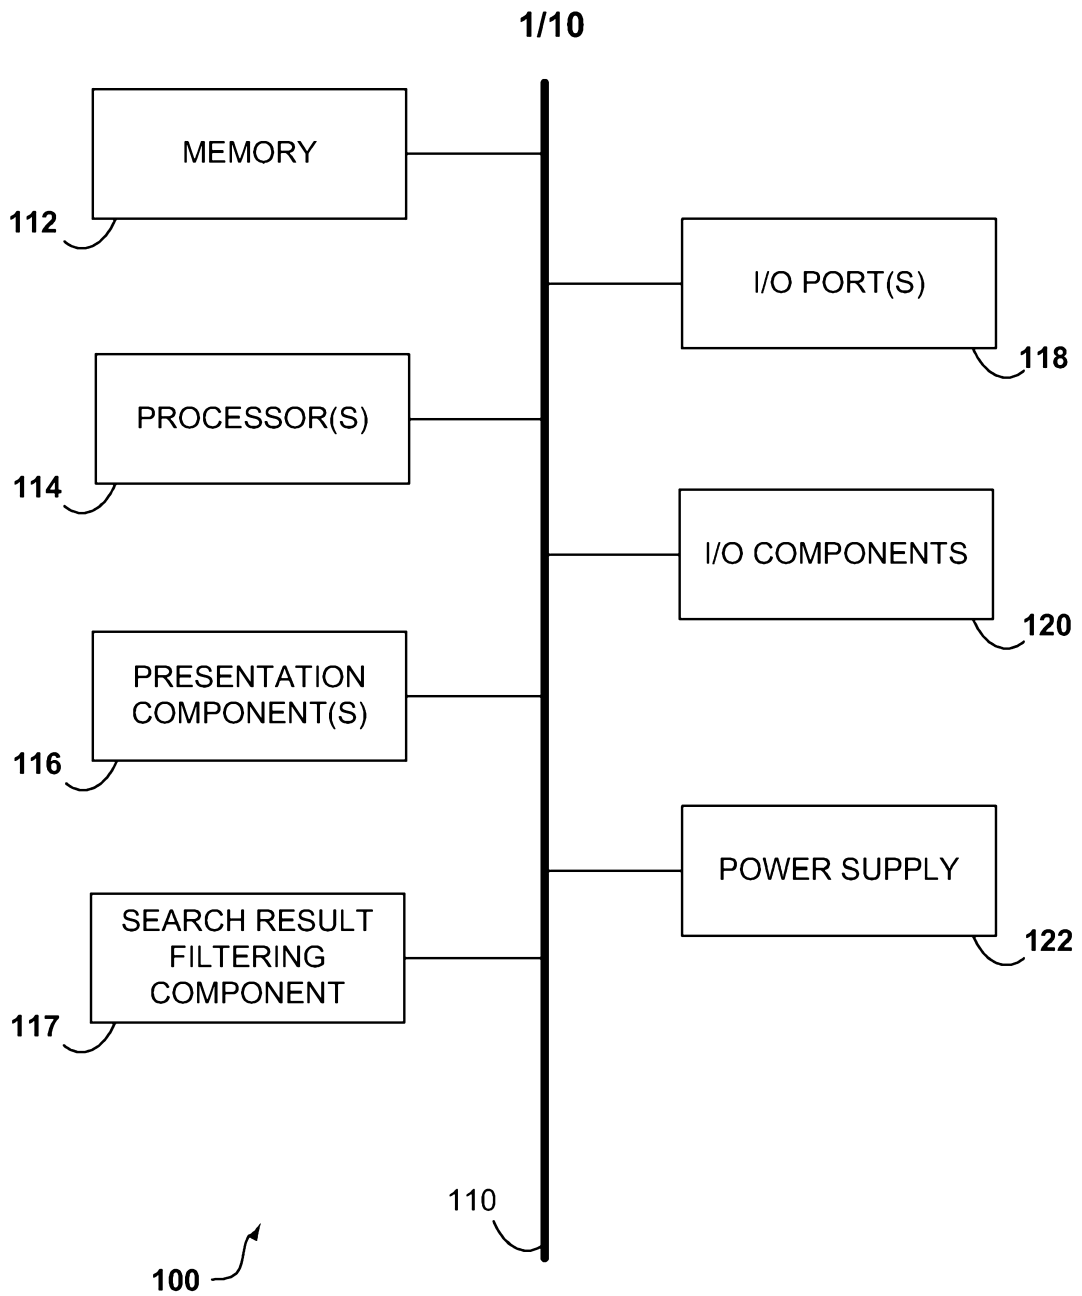 1/10
MEMORY
112
I/O PORT(S)
118
PROCESSOR(S)
114
I/O COMPONENTS
120
PRESENTATION
COMPONENT(S)
116
POWER SUPPLY
122
SEARCH RESULT
FILTERING
COMPONENT
117
110
100